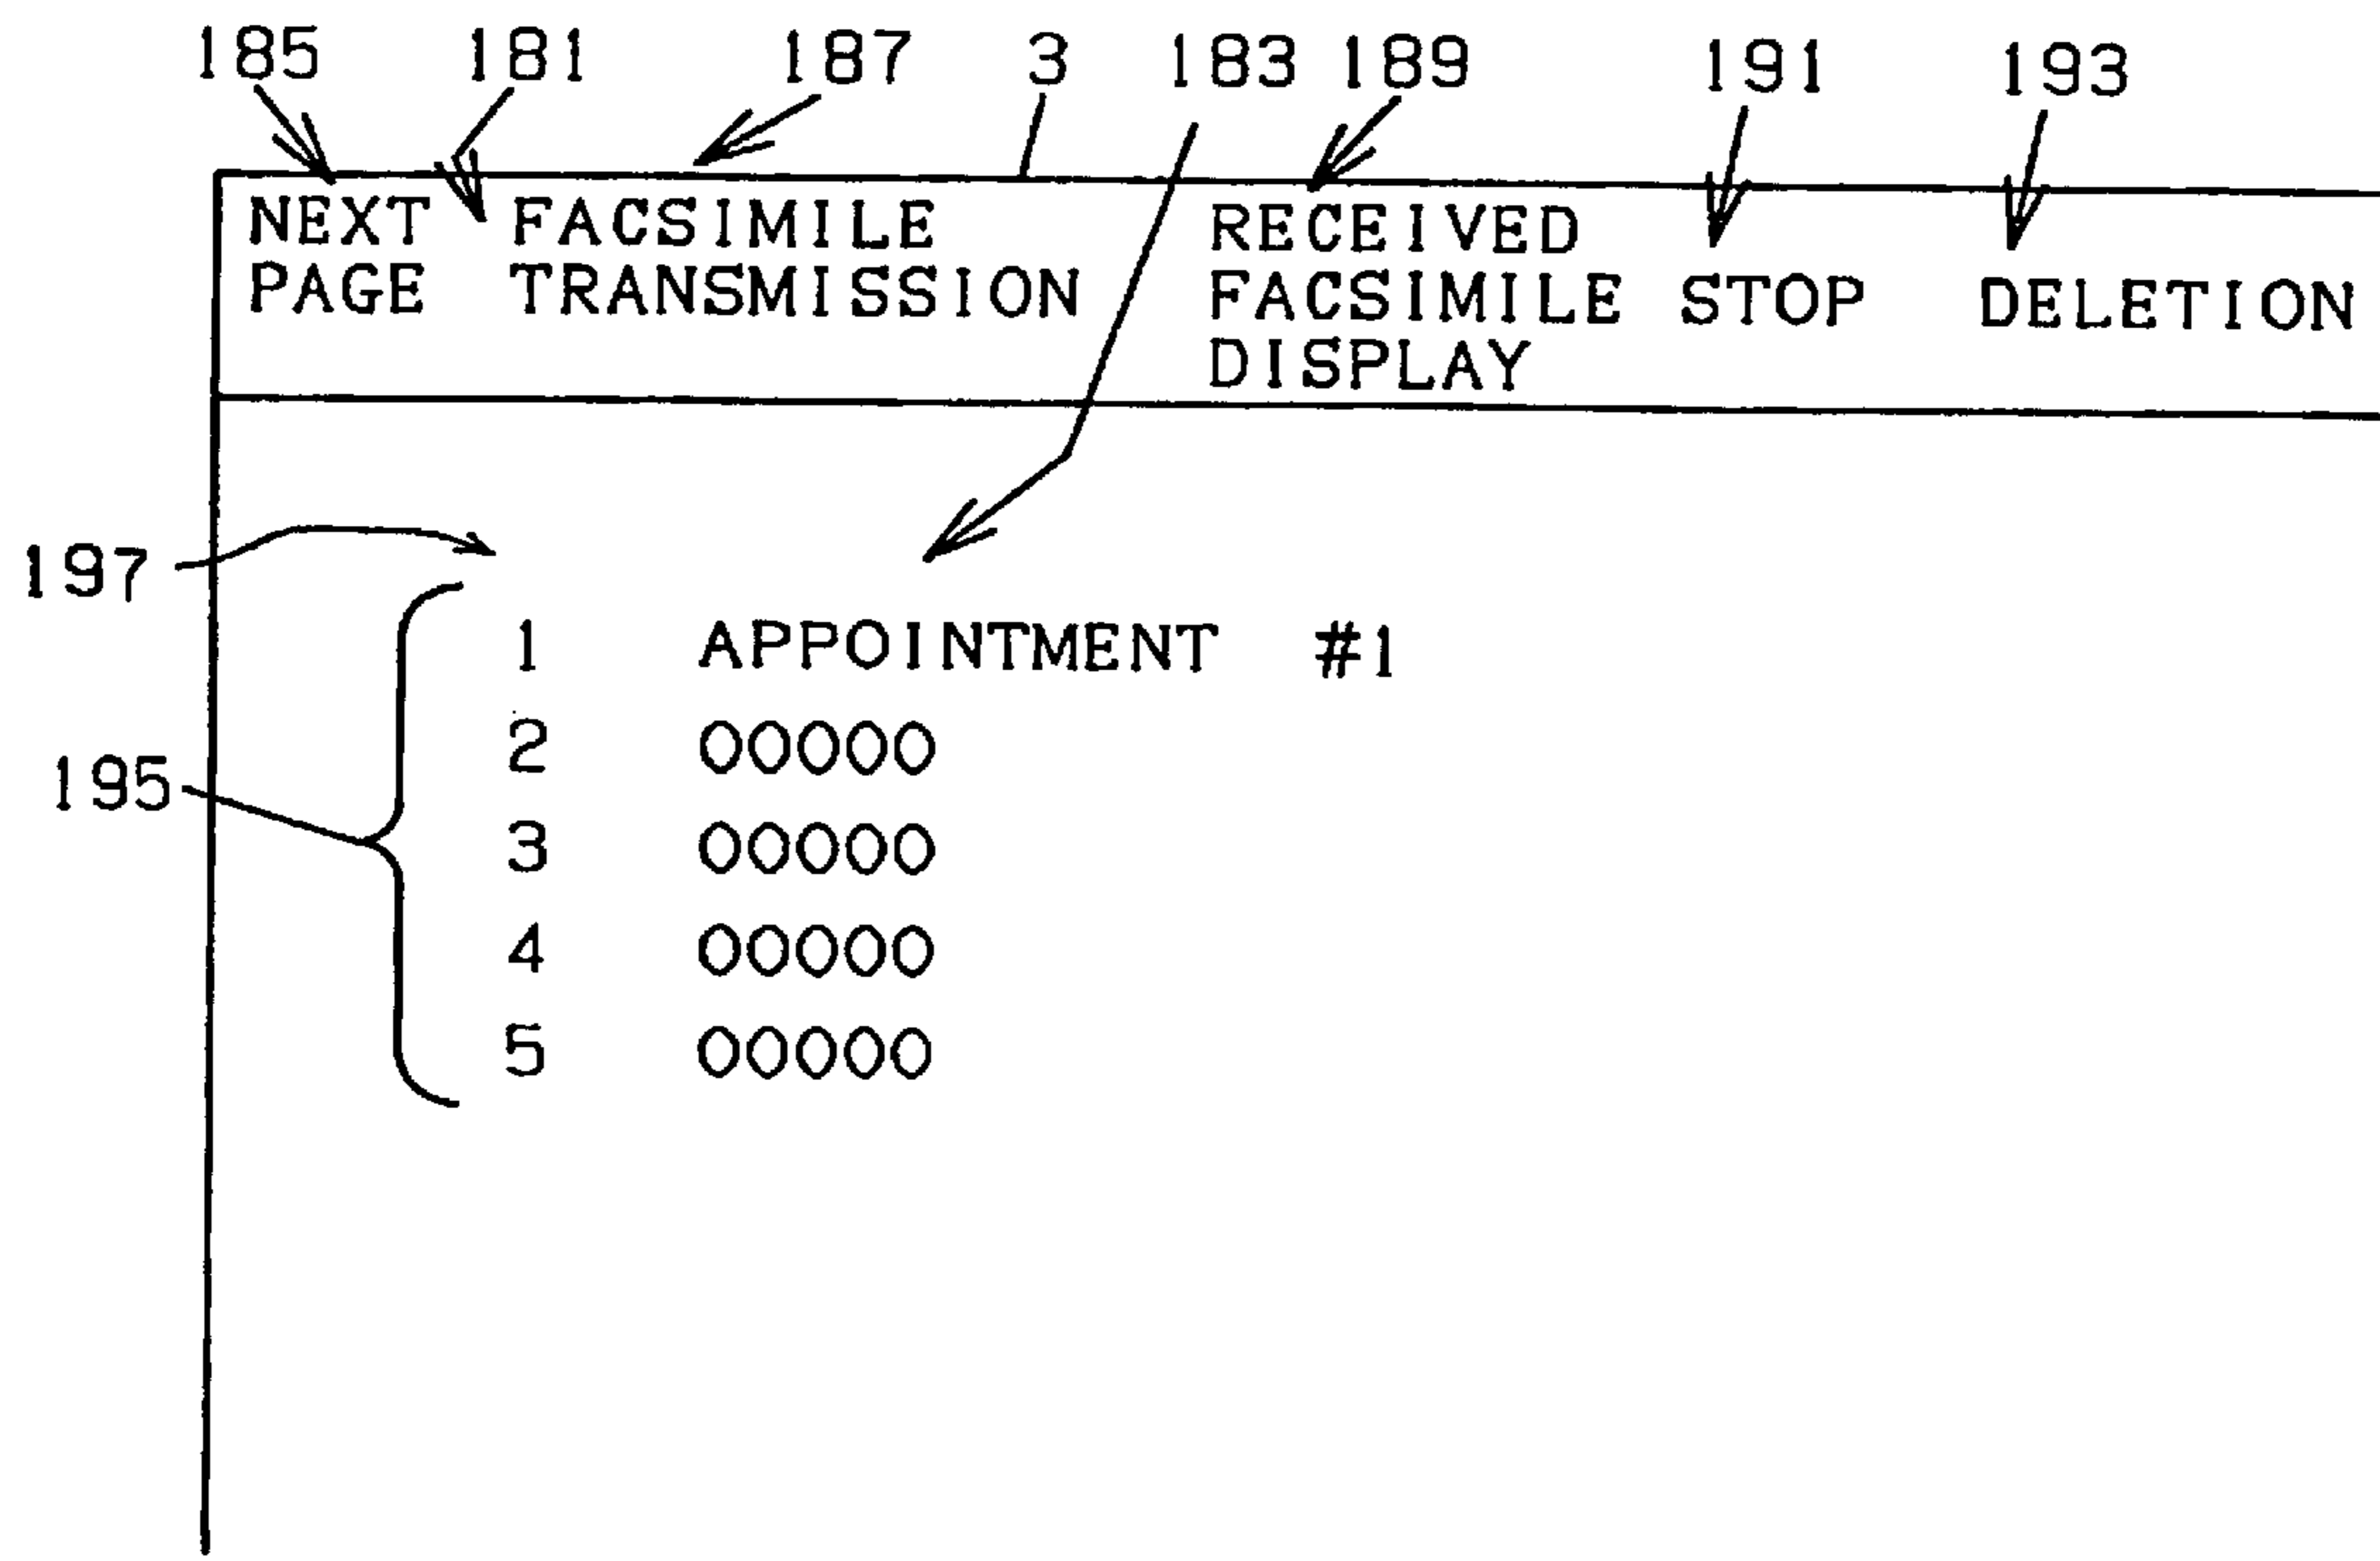 185 181 187 3 183 189 191 193
NEXT FACSIMILE RECEIVED
PAGE TRANSMISSION FACSIMILE STOP DELETION
DISPLAY
197
1 APPOINTMENT #1
2 00000
195
3 00000
4 00000
5 00000